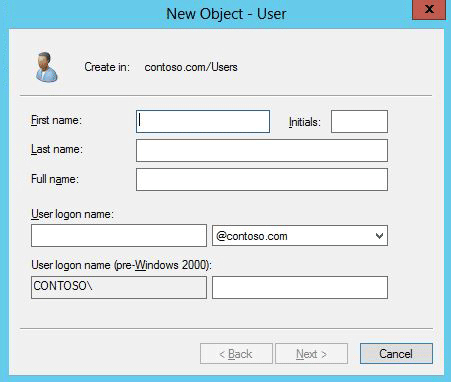 New Object - User
x
Create in: contoso.com/Users
First name: Initials:
Last name:
Full name:
User logon name:
@contoso.com
User logon name (pre-Windows 2000):
CONTOSO\
< Back Next > Cancel